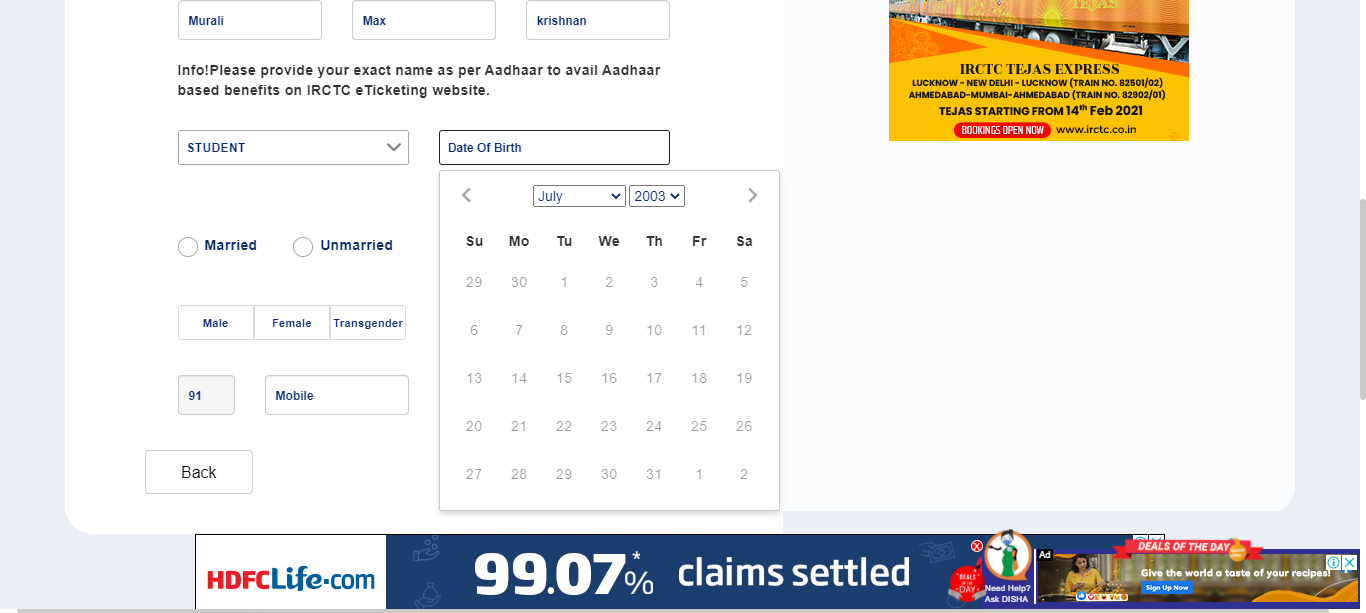 Murali Max krishnan
Info!Please provide your exact name as per Aadhaar to avail Aadhaar
based benefits on IRCTC eTicketing website.
STUDENT Date Of Birth
July 2003
Su Mo Tu We Th Fr Sa
29 30 1 2 3 4 5
6 7 8 9 10 11 12
13 14 15 16 17 18 19
20 21 22 23 24 25 26
27 28 29 30 31 1 2
Married Unmarried
Male Female Transgender
91 Mobile
Back
TEJAS
IRCTC TEJAS EXPRESS
LUCKNOW - NEW DELHI - LUCKNOW (TRAIN NO. 82501/02)
AHMEDABAD-MUMBAI-AHMEDABAD (TRAIN NO. 82902/01)
TEJAS STARTING FROM 14th Feb 2021
BOOKINGS OPEN NOW www.irctc.co.in
HDFC Life.com
99.07*% claims settled
DEALS
OF THE
DAY
Need Help?
Ask DISHA
Ad
DEALS OF THE DAY
Give the world a taste of your recipes!
Sign Up Now